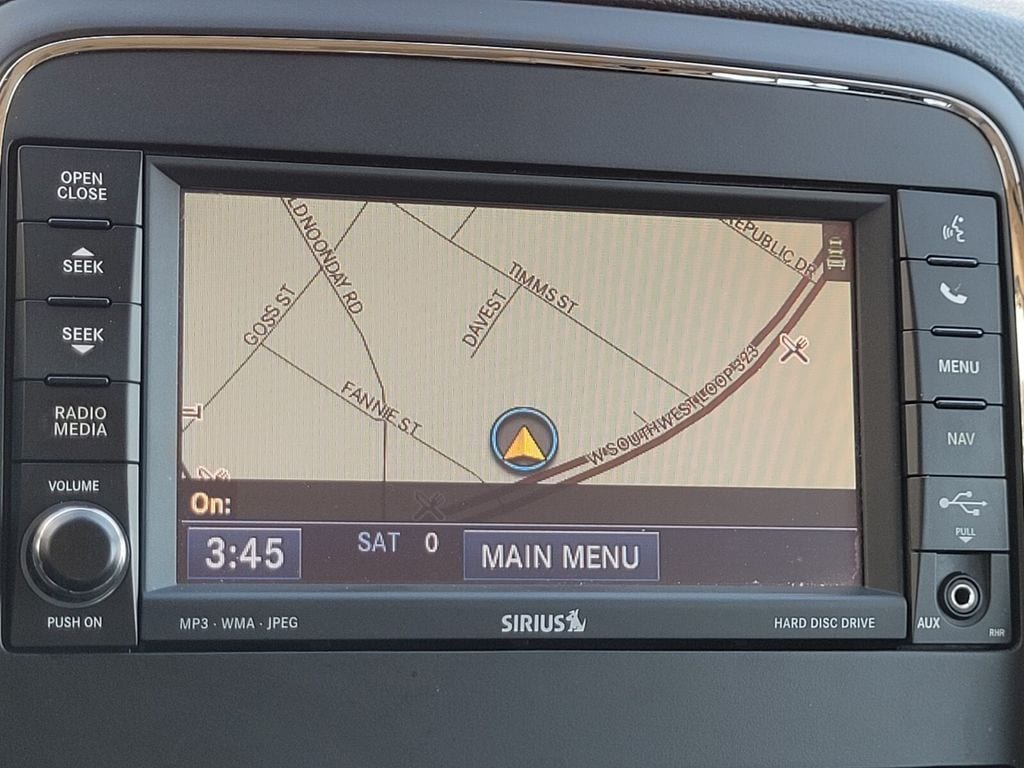 OPEN
CLOSE
SEEK
SEEK
RADIO
MEDIA
VOLUME
PUSH ON
LDNOONDAY RD
GOSS ST
TIMMS ST
DAVE ST
FANNIE ST
REPUBLIC DR
W SOUTHWEST LOOP 323
On:
3:45
SAT 0
MAIN MENU
MP3 · WMA · JPEG
SIRIUS
HARD DISC DRIVE
MENU
NAV
PULL
AUX
RHR